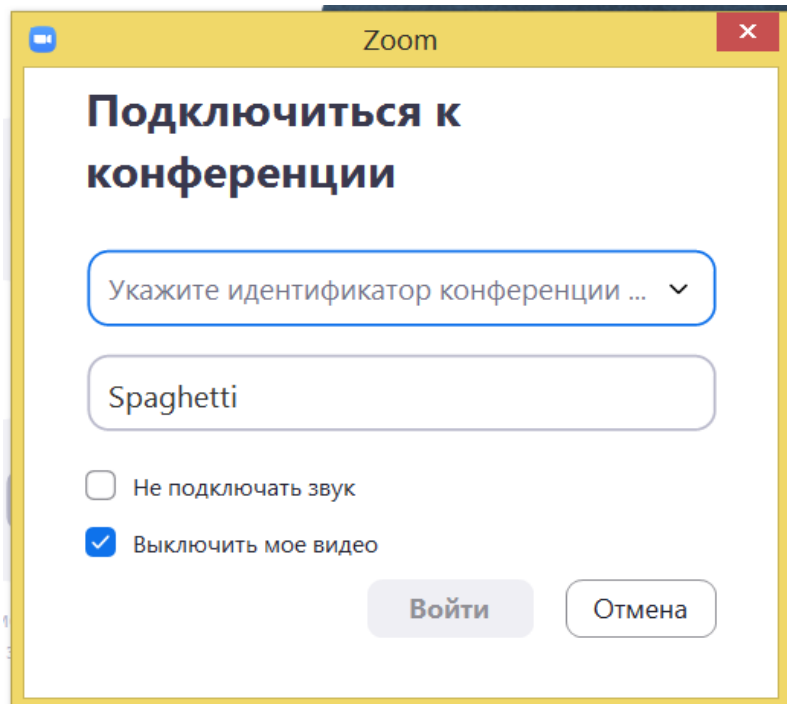 Zoom
Подключиться к
конференции
Укажите идентификатор конференции ...
Spaghetti
Не подключать звук
Выключить мое видео
Войти
Отмена